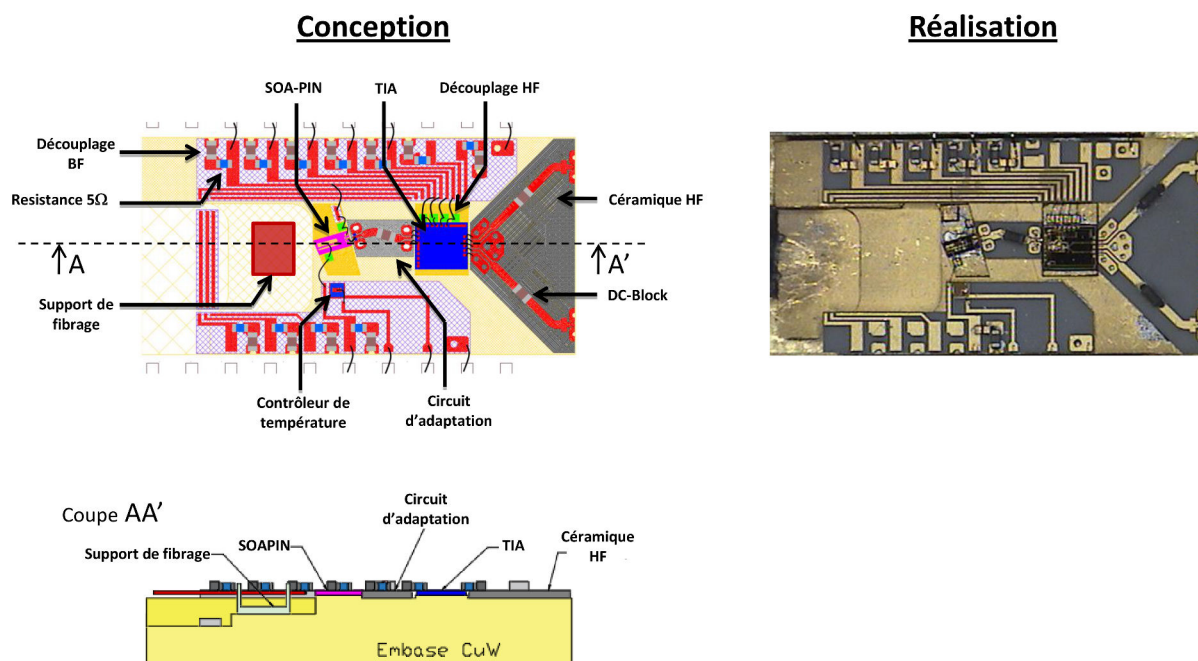 Conception
Réalisation
SOA-PIN
TIA
Découplage HF
Découplage
BF
Resistance 5Ω
Céramique HF
A
A'
Support de
fibrage
DC-Block
Contrôleur de
température
Circuit
d'adaptation
Coupe AA'
Circuit
d'adaptation
Support de fibrage
SOAPIN
TIA
Céramique
HF
Embase CuW